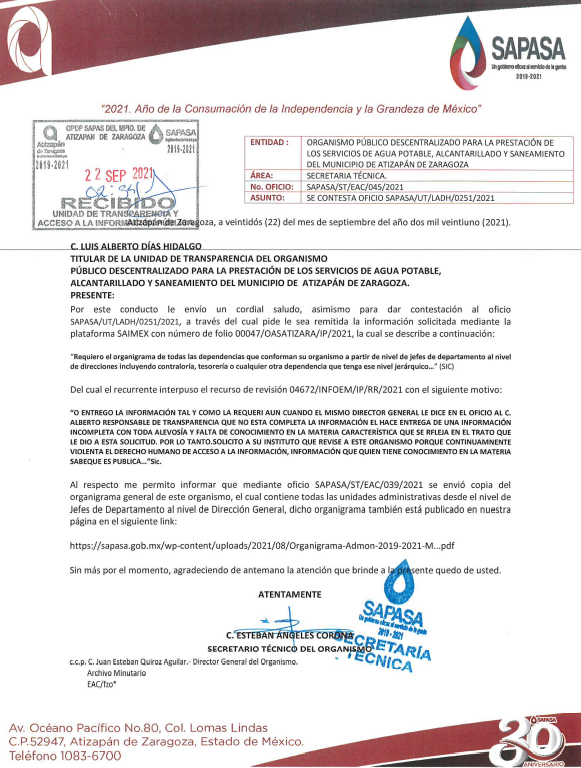 SAPASA
Un gobierno eficaz al servicio de la gente
2019-2021
"2021. Año de la Consumación de la Independencia y la Grandeza de México"
OPDP SAPAS DEL MPIO. DE
ATIZAPÁN DE ZARAGOZA
SAPASA
Atizapán
de Zaragoza
2019-2021
2019-2021
22 SEP 2021
RECIBIDO
UNIDAD DE TRANSPARENCIA Y
ACCESO A LA INFORMACIÓN
ENTIDAD : ORGANISMO PÚBLICO DESCENTRALIZADO PARA LA PRESTACIÓN DE
LOS SERVICIOS DE AGUA POTABLE, ALCANTARILLADO Y SANEAMIENTO
DEL MUNICIPIO DE ATIZAPÁN DE ZARAGOZA
ÁREA: SECRETARIA TÉCNICA.
No. OFICIO: SAPASA/ST/EAC/045/2021
ASUNTO: SE CONTESTA OFICIO SAPASA/UT/LADH/0251/2021
Atizapán de Zaragoza, a veintidós (22) del mes de septiembre del año dos mil veintiuno (2021).
C. LUIS ALBERTO DÍAS HIDALGO
TITULAR DE LA UNIDAD DE TRANSPARENCIA DEL ORGANISMO
PÚBLICO DESCENTRALIZADO PARA LA PRESTACIÓN DE LOS SERVICIOS DE AGUA POTABLE,
ALCANTARILLADO Y SANEAMIENTO DEL MUNICIPIO DE ATIZAPÁN DE ZARAGOZA.
PRESENTE:
Por este conducto le envío un cordial saludo, asimismo para dar contestación al oficio
SAPASA/UT/LADH/0251/2021, a través del cual pide le sea remitida la información solicitada mediante la
plataforma SAIMEX con número de folio 00047/OASATIZARA/IP/2021, la cual se describe a continuación:
"Requiero el organigrama de todas las dependencias que conforman su organismo a partir de nivel de jefes de departamento al nivel
de direcciones incluyendo contraloría, tesorería o cualquier otra dependencia que tenga ese nivel jerárquico..." (SIC)
Del cual el recurrente interpuso el recurso de revisión 04672/INFOEM/IP/RR/2021 con el siguiente motivo:
"O ENTREGO LA INFORMACIÓN TAL Y COMO LA REQUERI AUN CUANDO EL MISMO DIRECTOR GENERAL LE DICE EN EL OFICIO AL C.
ALBERTO RESPONSABLE DE TRANSPARENCIA QUE NO ESTA COMPLETA LA INFORMACIÓN EL HACE ENTREGA DE UNA INFORMACIÓN
INCOMPLETA CON TODA ALEVOSÍA Y FALTA DE CONOCIMIENTO EN LA MATERIA CARACTERÍSTICA QUE SE RFLEJA EN EL TRATO QUE
LE DIO A ESTA SOLICITUD. POR LO TANTO.SOLICITO A SU INSTITUTO QUE REVISE A ESTE ORGANISMO PORQUE CONTINUAMNENTE
VIOLENTA EL DERECHO HUMANO DE ACCESO A LA INFORMACIÓN, INFORMACIÓN QUE QUIEN TIENE CONOCIMIENTO EN LA MATERIA
SABEQUE ES PUBLICA..."Sic.
Al respecto me permito informar que mediante oficio SAPASA/ST/EAC/039/2021 se envió copia del
organigrama general de este organismo, el cual contiene todas las unidades administrativas desde el nivel de
Jefes de Departamento al nivel de Dirección General, dicho organigrama también está publicado en nuestra
página en el siguiente link:
https://sapasa.gob.mx/wp-content/uploads/2021/08/Organigrama-Admon-2019-2021-M...pdf
Sin más por el momento, agradeciendo de antemano la atención que brinde a la presente quedo de usted.
ATENTAMENTE
C. ESTEBAN ÁNGELES CORONA
SECRETARIO TÉCNICO DEL ORGANISMO
SAPASA
Un gobierno eficaz al servicio de la gente
2019-2021
SECRETARÍA
TÉCNICA
c.c.p. C. Juan Esteban Quiroz Aguilar.- Director General del Organismo.
Archivo Minutario
EAC/fzo*
Av. Océano Pacífico No.80, Col. Lomas Lindas
C.P.52947, Atizapán de Zaragoza, Estado de México.
Teléfono 1083-6700
SAPASA
30
ANIVERSARIO